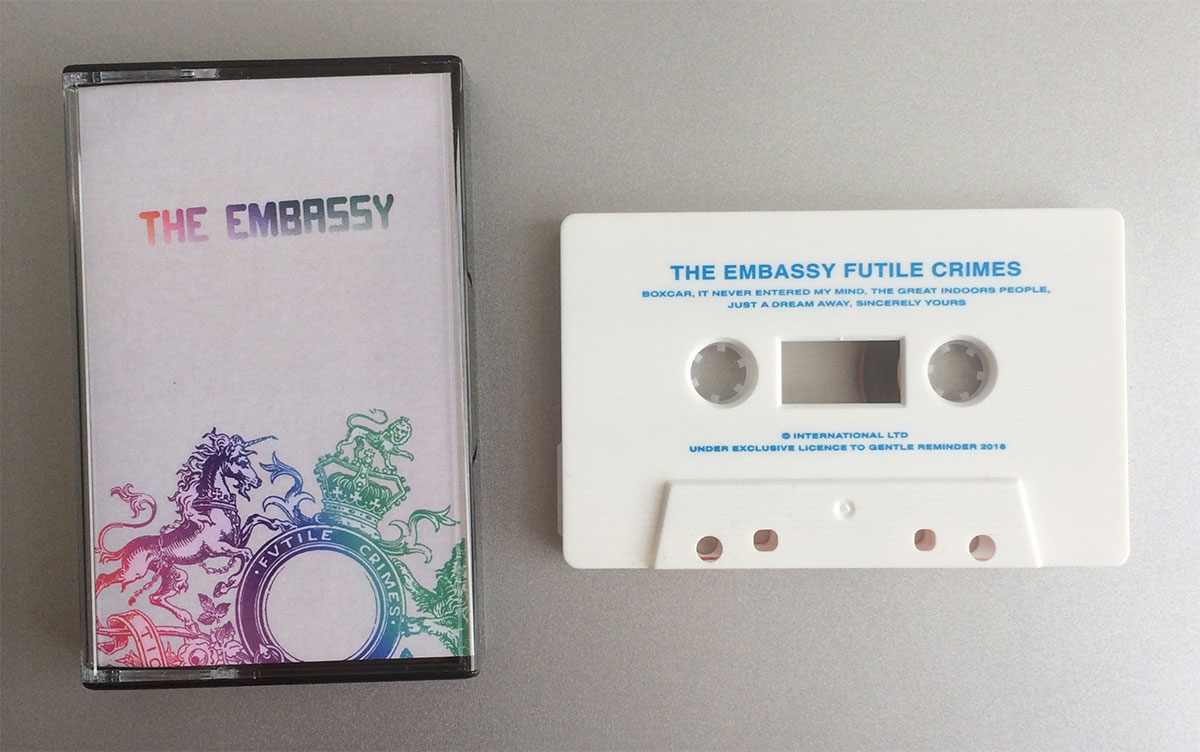 THE EMBASSY
· FVTILE CRIMES ·
THE EMBASSY FUTILE CRIMES
BOXCAR, IT NEVER ENTERED MY MIND, THE GREAT INDOORS PEOPLE,
JUST A DREAM AWAY, SINCERELY YOURS
℗ INTERNATIONAL LTD
UNDER EXCLUSIVE LICENCE TO GENTLE REMINDER 2016